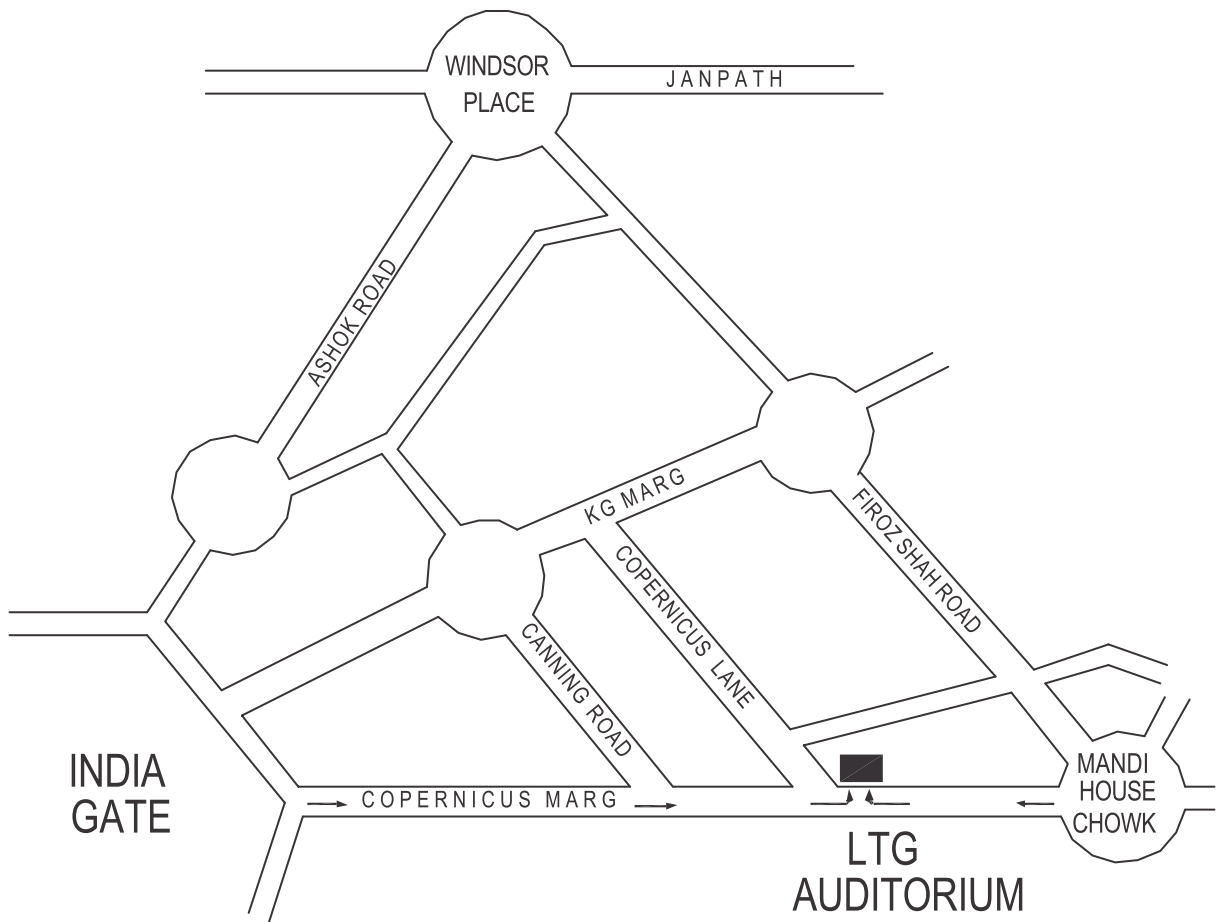 WINDSOR
PLACE
JANPATH
ASHOK ROAD
KG MARG
FIROZ SHAH ROAD
COPERNICUS LANE
CANNING ROAD
INDIA
GATE
COPERNICUS MARG
MANDI
HOUSE
CHOWK
LTG
AUDITORIUM